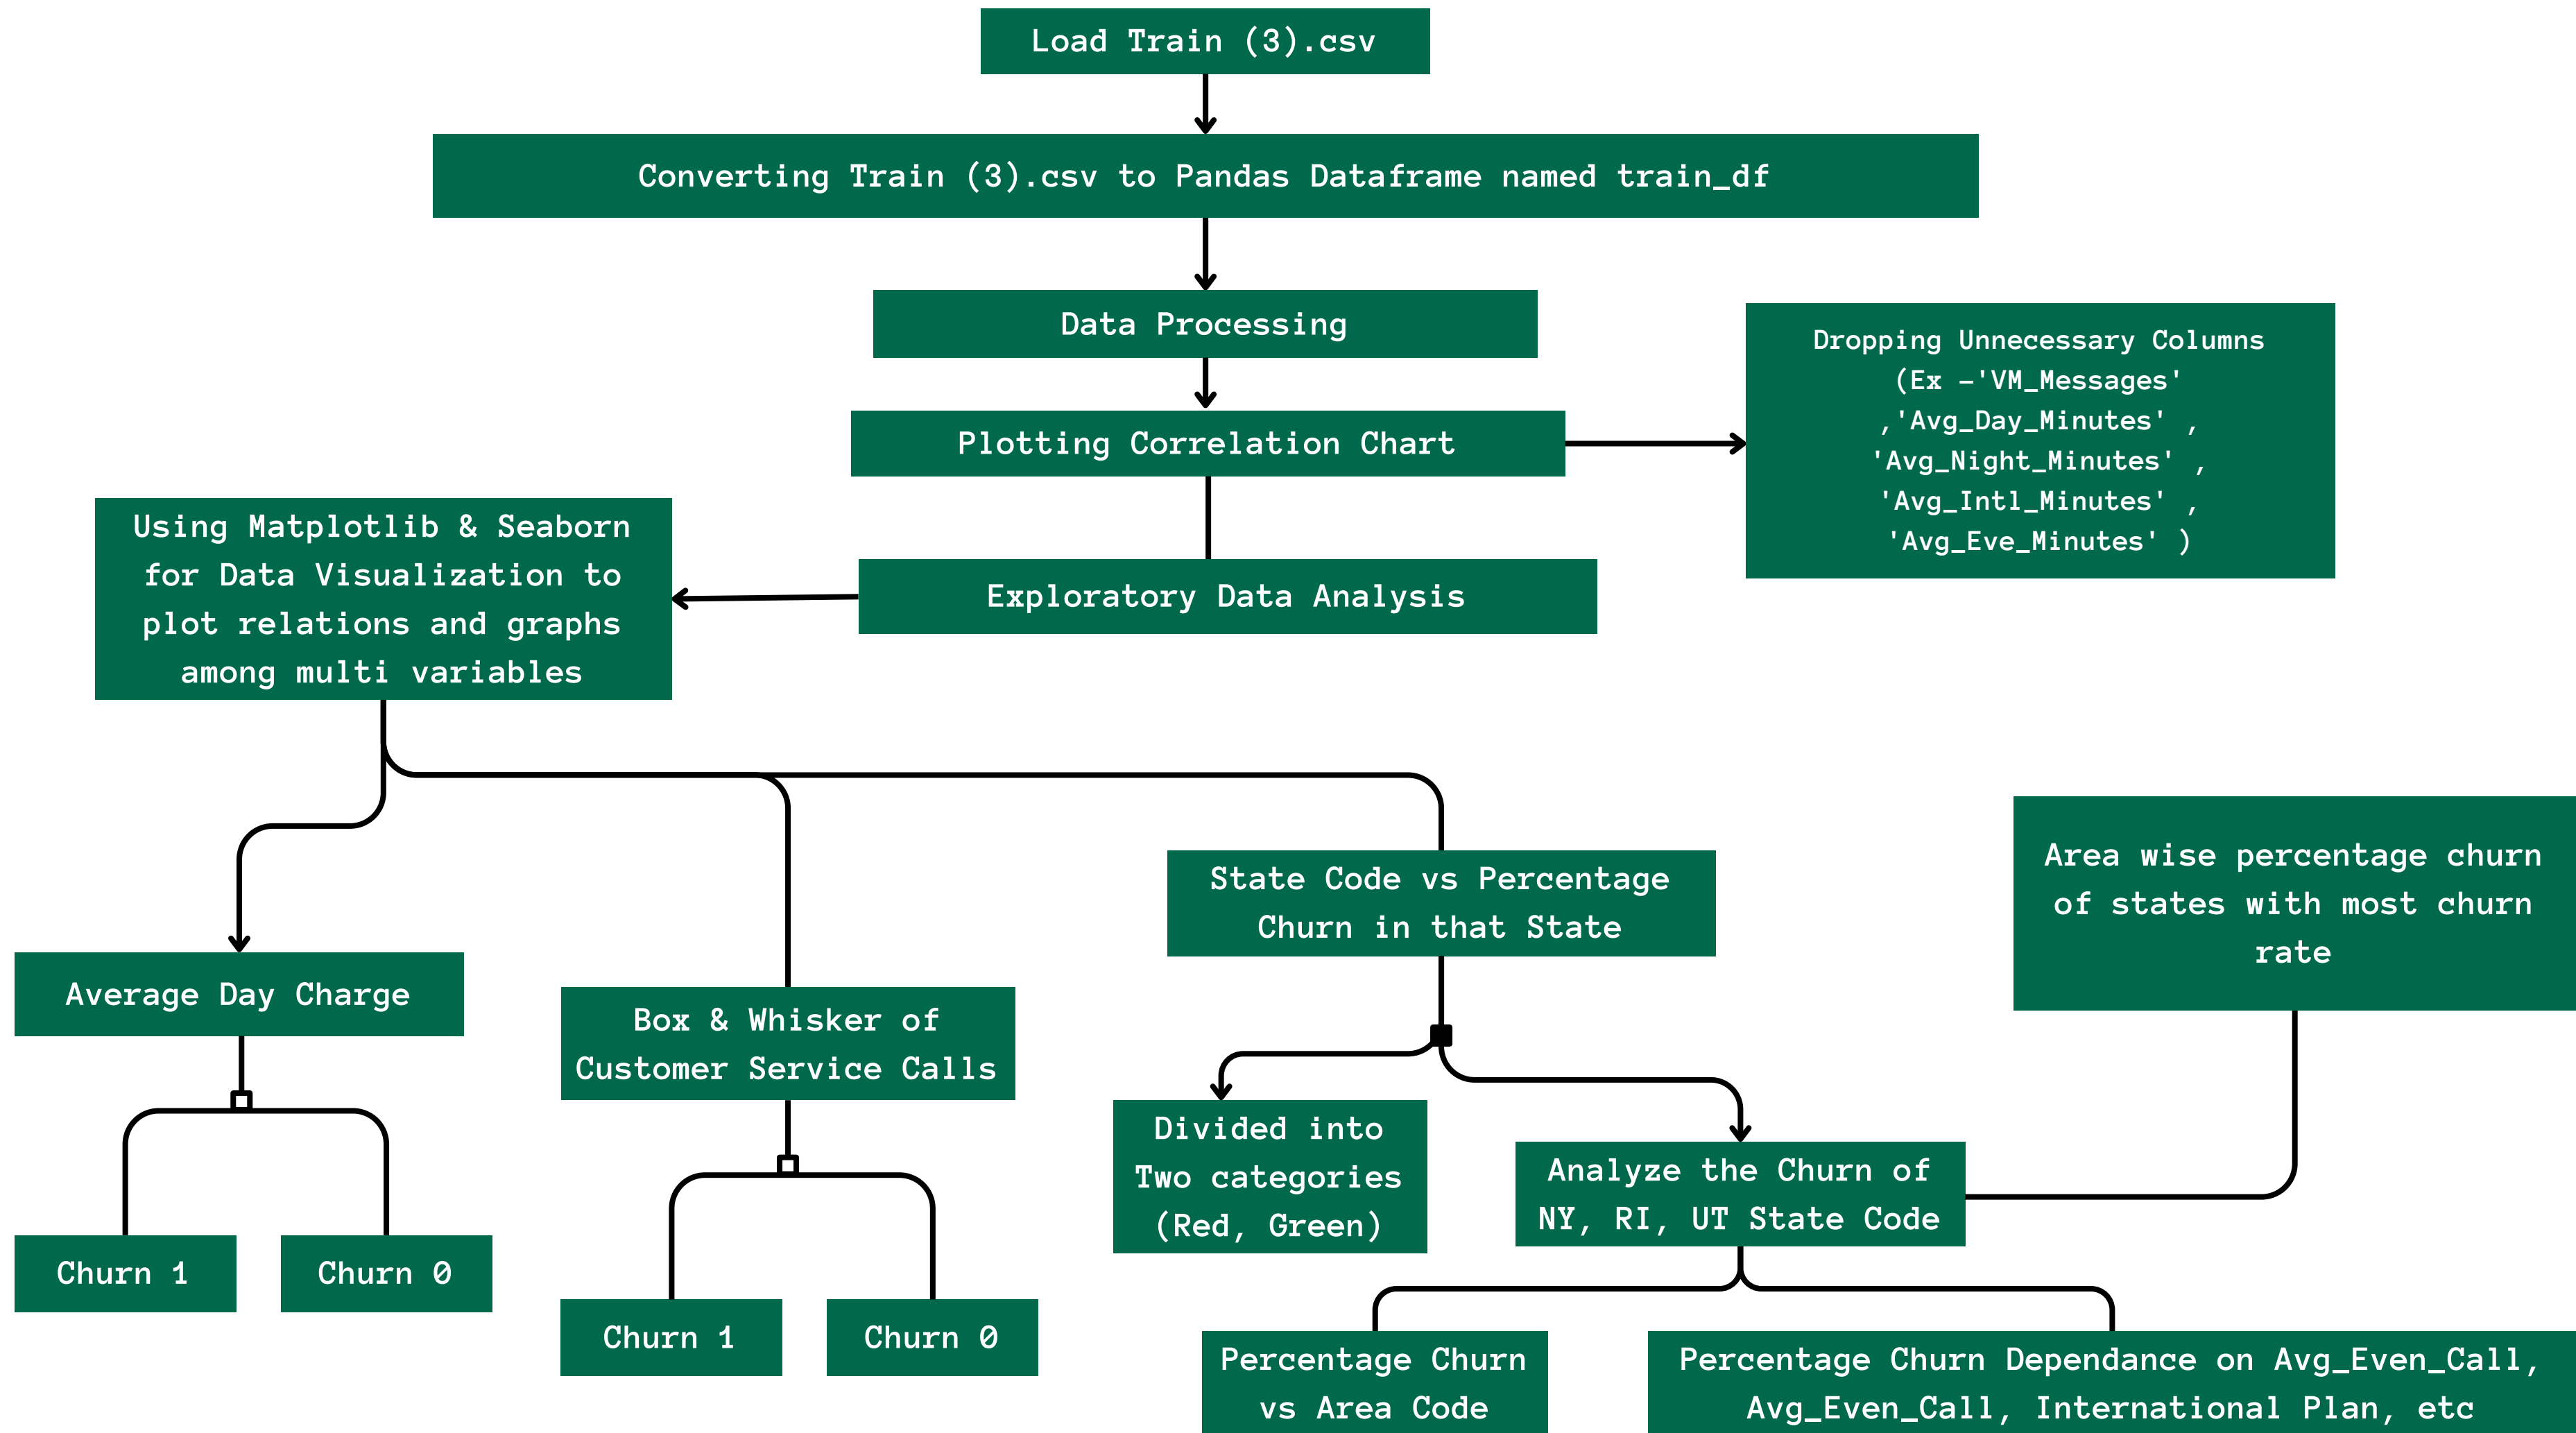 Load Train (3).csv
Converting Train (3).csv to Pandas Dataframe named train_df
Data Processing
Dropping Unnecessary Columns
(Ex -'VM_Messages'
,'Avg_Day_Minutes' ,
'Avg_Night_Minutes' ,
'Avg_Intl_Minutes' ,
'Avg_Eve_Minutes' )
Plotting Correlation Chart
Using Matplotlib & Seaborn
for Data Visualization to
plot relations and graphs
among multi variables
Exploratory Data Analysis
Area wise percentage churn
of states with most churn
rate
State Code vs Percentage
Churn in that State
Average Day Charge
Box & Whisker of
Customer Service Calls
Divided into
Two categories
(Red, Green)
Analyze the Churn of
NY, RI, UT State Code
Churn 1
Churn 0
Churn 1
Churn 0
Percentage Churn
vs Area Code
Percentage Churn Dependance on Avg_Even_Call,
Avg_Even_Call, International Plan, etc